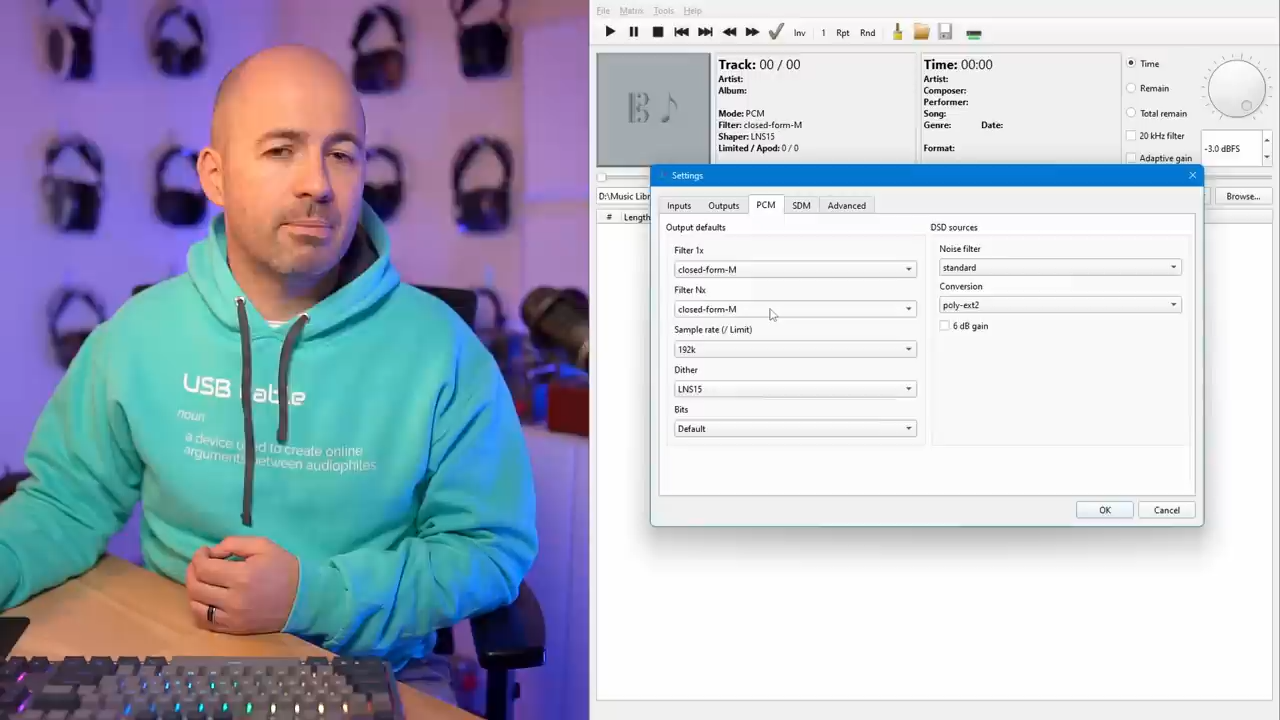 USB Cable
noun
a device used to create online
arguments between audiophiles
File Matrix Tools Help
Inv 1 Rpt Rnd
Track: 00 / 00
Artist:
Album:
Mode: PCM
Filter: closed-form-M
Shaper: LNS15
Limited / Apod: 0 / 0
Time: 00:00
Artist:
Composer:
Performer:
Song:
Genre: Date:
Format:
Time
Remain
Total remain
20 kHz filter
Adaptive gain
-3.0 dBFS
D:\Music Libr
Browse...
# Length
Settings
Inputs Outputs PCM SDM Advanced
Output defaults
Filter 1x
closed-form-M
Filter Nx
closed-form-M
Sample rate (/ Limit)
192k
Dither
LNS15
Bits
Default
DSD sources
Noise filter
standard
Conversion
poly-ext2
6 dB gain
OK Cancel